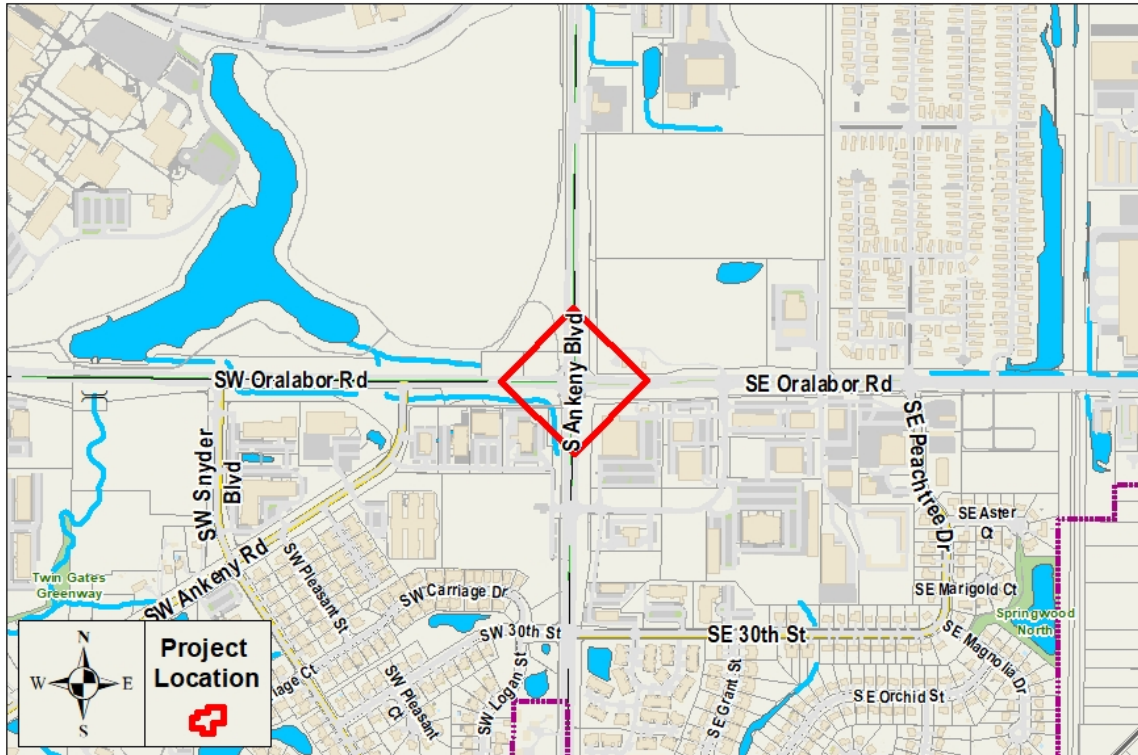 S Ankeny Blvd
SW Oralabor Rd
SE Oralabor Rd
SW Snyder
Blvd
SE Peachtree Dr
SE Aster
Ct
SW Ankeny Rd
SW Pleasant St
Twin Gates
Greenway
SW Carriage Dr
SE Marigold Ct
Springwood
North
SW 30th St
SE 30th St
SE Magnolia Dr
N
W E
S
Project
Location
iage Ct
SW Pleasant
Ct
SW Logan St
SE Grant St
SE Orchid St